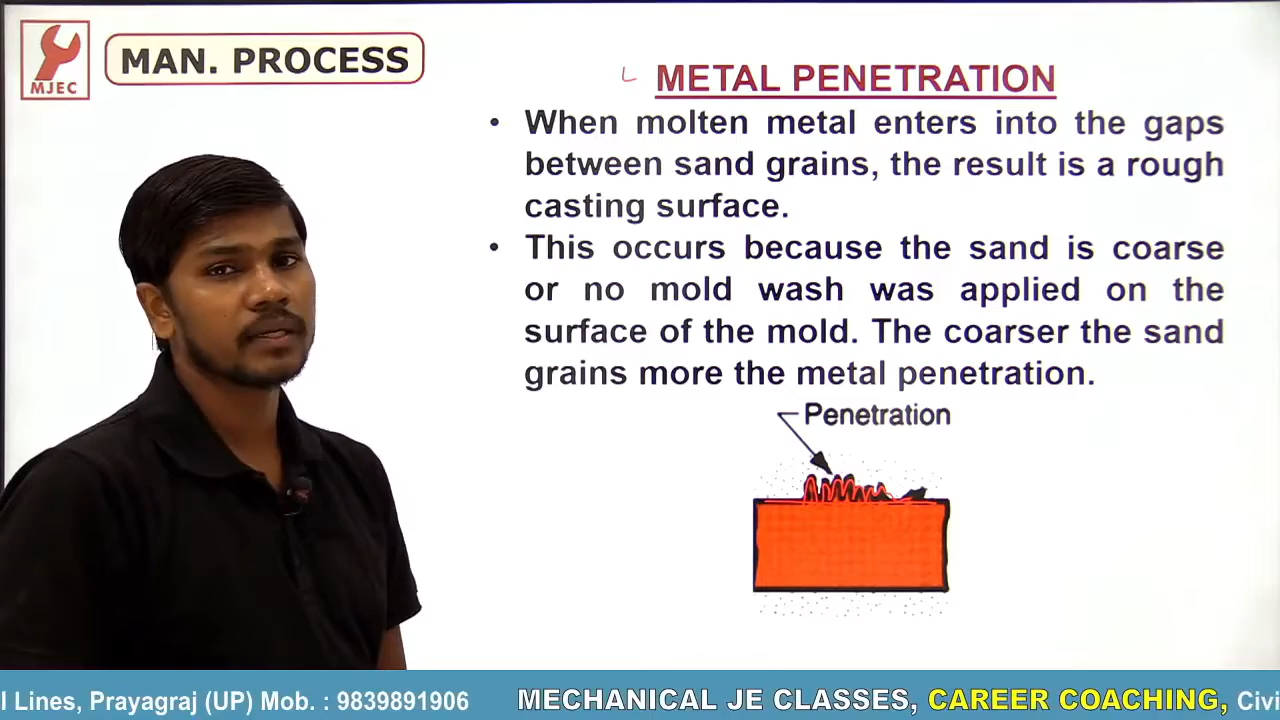 MJEC
MAN. PROCESS
METAL PENETRATION
• When molten metal enters into the gaps
between sand grains, the result is a rough
casting surface.
• This occurs because the sand is coarse
or no mold wash was applied on the
surface of the mold. The coarser the sand
grains more the metal penetration.
Penetration
l Lines, Prayagraj (UP) Mob. : 9839891906 MECHANICAL JE CLASSES, CAREER COACHING, Civi